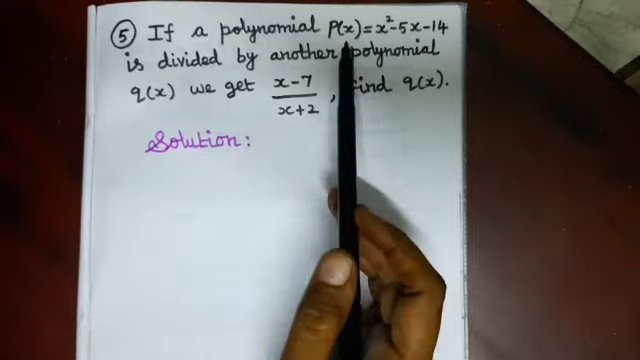 ⑤ If a polynomial P(x)=x²-5x-14
is divided by another polynomial
q(x) we get x-7/x+2, find q(x).
Solution: